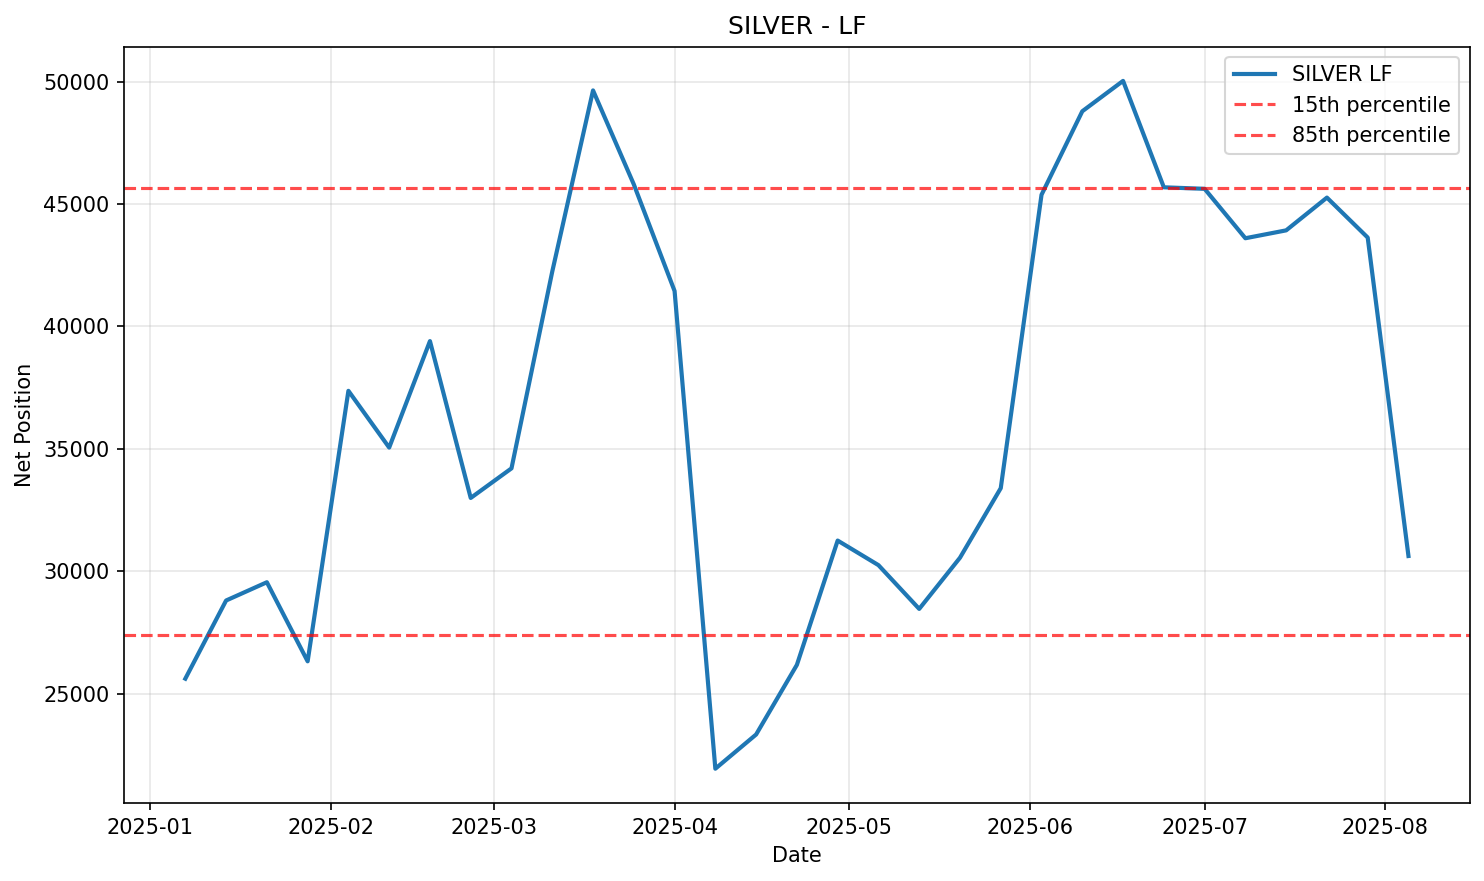 SILVER - LF
SILVER LF
15th percentile
85th percentile
Net Position
50000
45000
40000
35000
30000
25000
2025-01 2025-02 2025-03 2025-04 2025-05 2025-06 2025-07 2025-08
Date